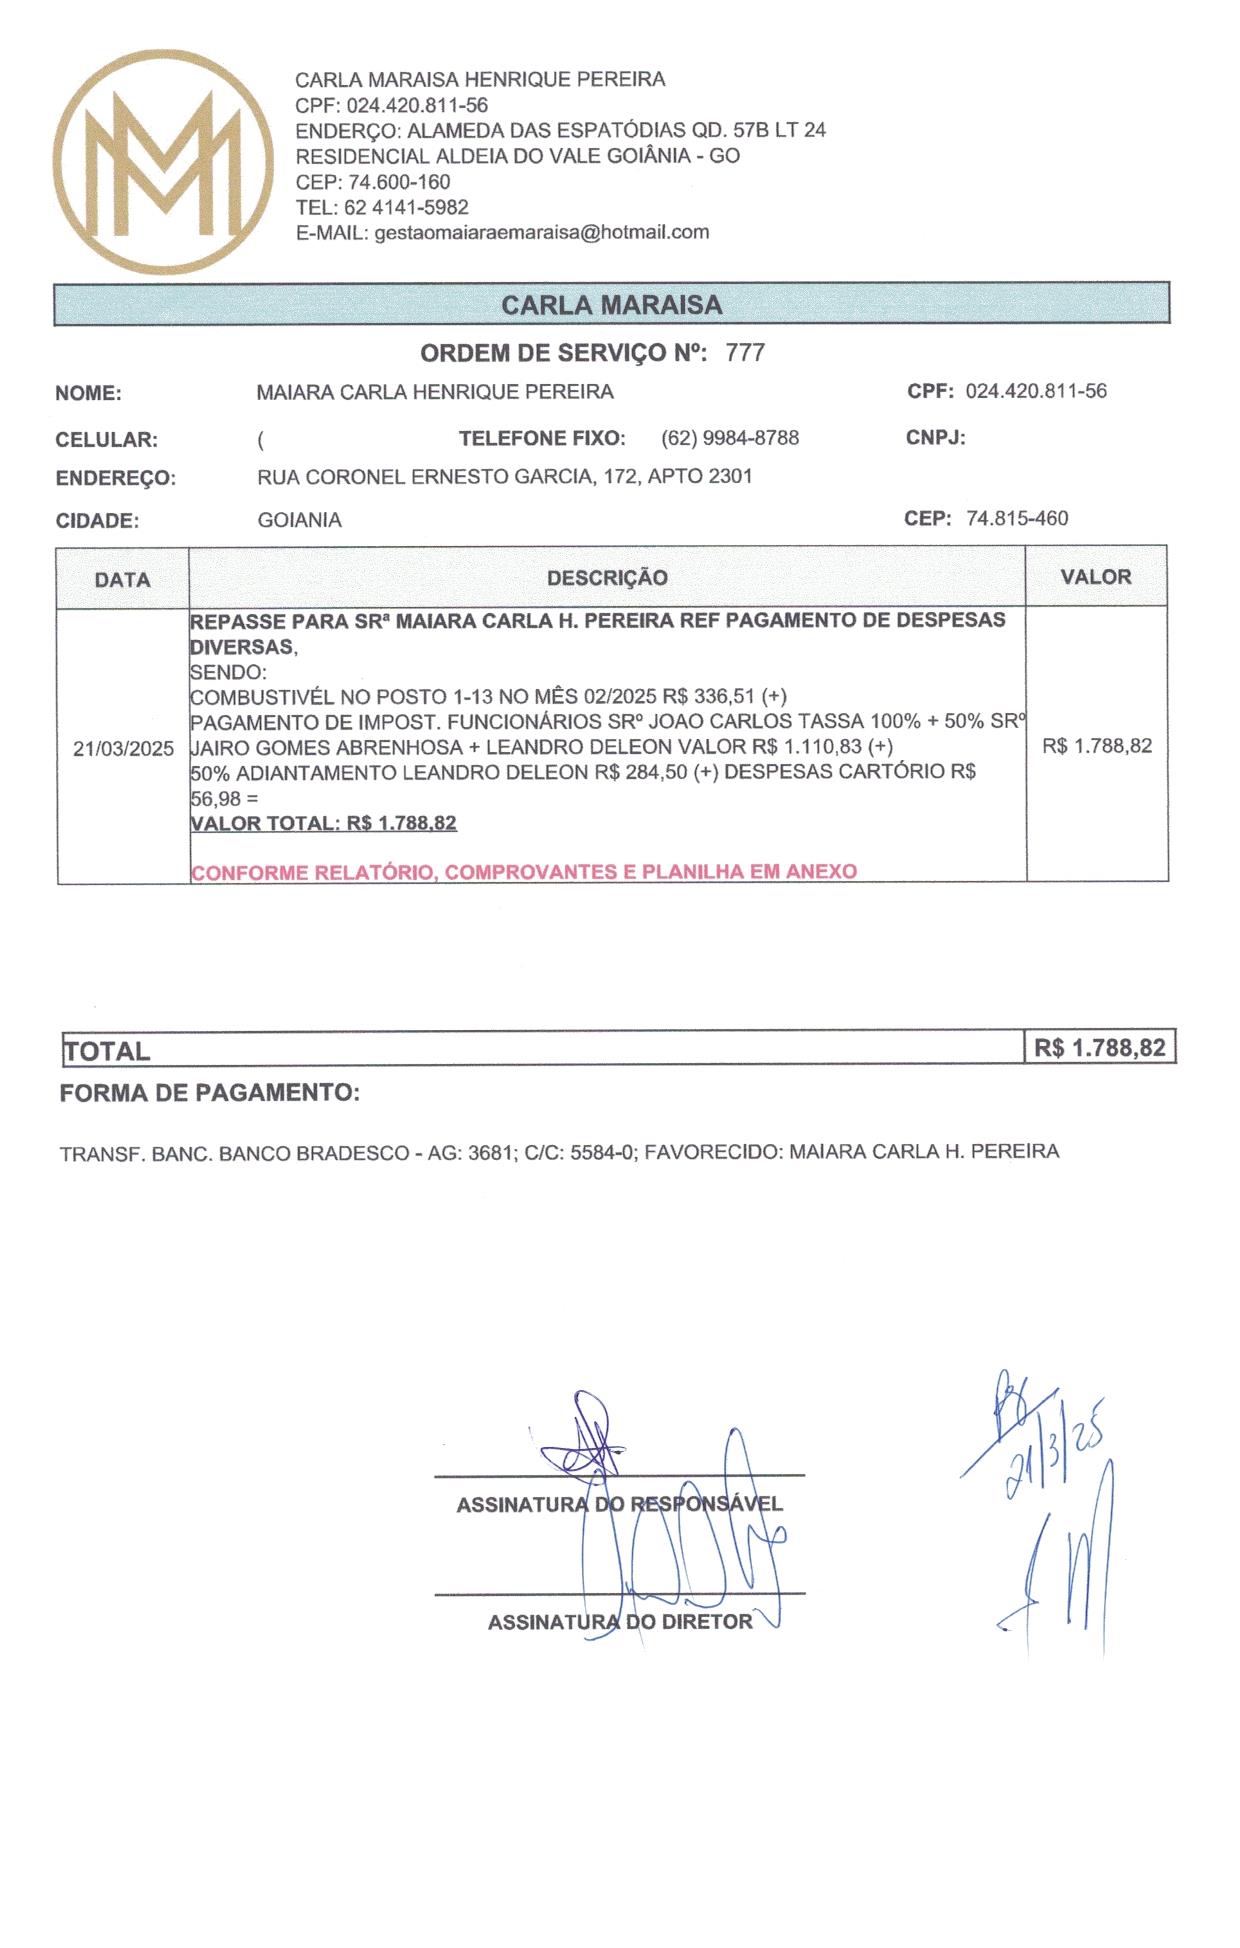 CARLA MARAISA HENRIQUE PEREIRA
CPF: 024.420.811-56
ENDERÇO: ALAMEDA DAS ESPATÓDIAS QD. 57B LT 24
RESIDENCIAL ALDEIA DO VALE GOIÂNIA - GO
CEP: 74.600-160
TEL: 62 4141-5982
E-MAIL: gestaomaiaraemaraisa@hotmail.com
CARLA MARAISA
ORDEM DE SERVIÇO Nº: 777
NOME: MAIARA CARLA HENRIQUE PEREIRA CPF: 024.420.811-56
CELULAR: ( TELEFONE FIXO: (62) 9984-8788 CNPJ:
ENDEREÇO: RUA CORONEL ERNESTO GARCIA, 172, APTO 2301
CIDADE: GOIANIA CEP: 74.815-460
DATA DESCRIÇÃO VALOR
REPASSE PARA SRª MAIARA CARLA H. PEREIRA REF PAGAMENTO DE DESPESAS
DIVERSAS,
SENDO:
COMBUSTIVÉL NO POSTO 1-13 NO MÊS 02/2025 R$ 336,51 (+)
PAGAMENTO DE IMPOST. FUNCIONÁRIOS SRº JOAO CARLOS TASSA 100% + 50% SRº
21/03/2025 JAIRO GOMES ABRENHOSA + LEANDRO DELEON VALOR R$ 1.110,83 (+) R$ 1.788,82
50% ADIANTAMENTO LEANDRO DELEON R$ 284,50 (+) DESPESAS CARTÓRIO R$
56,98 =
VALOR TOTAL: R$ 1.788,82
CONFORME RELATÓRIO, COMPROVANTES E PLANILHA EM ANEXO
TOTAL R$ 1.788,82
FORMA DE PAGAMENTO:
TRANSF. BANC. BANCO BRADESCO - AG: 3681; C/C: 5584-0; FAVORECIDO: MAIARA CARLA H. PEREIRA
21/3/25
ASSINATURA DO RESPONSÁVEL
ASSINATURA DO DIRETOR